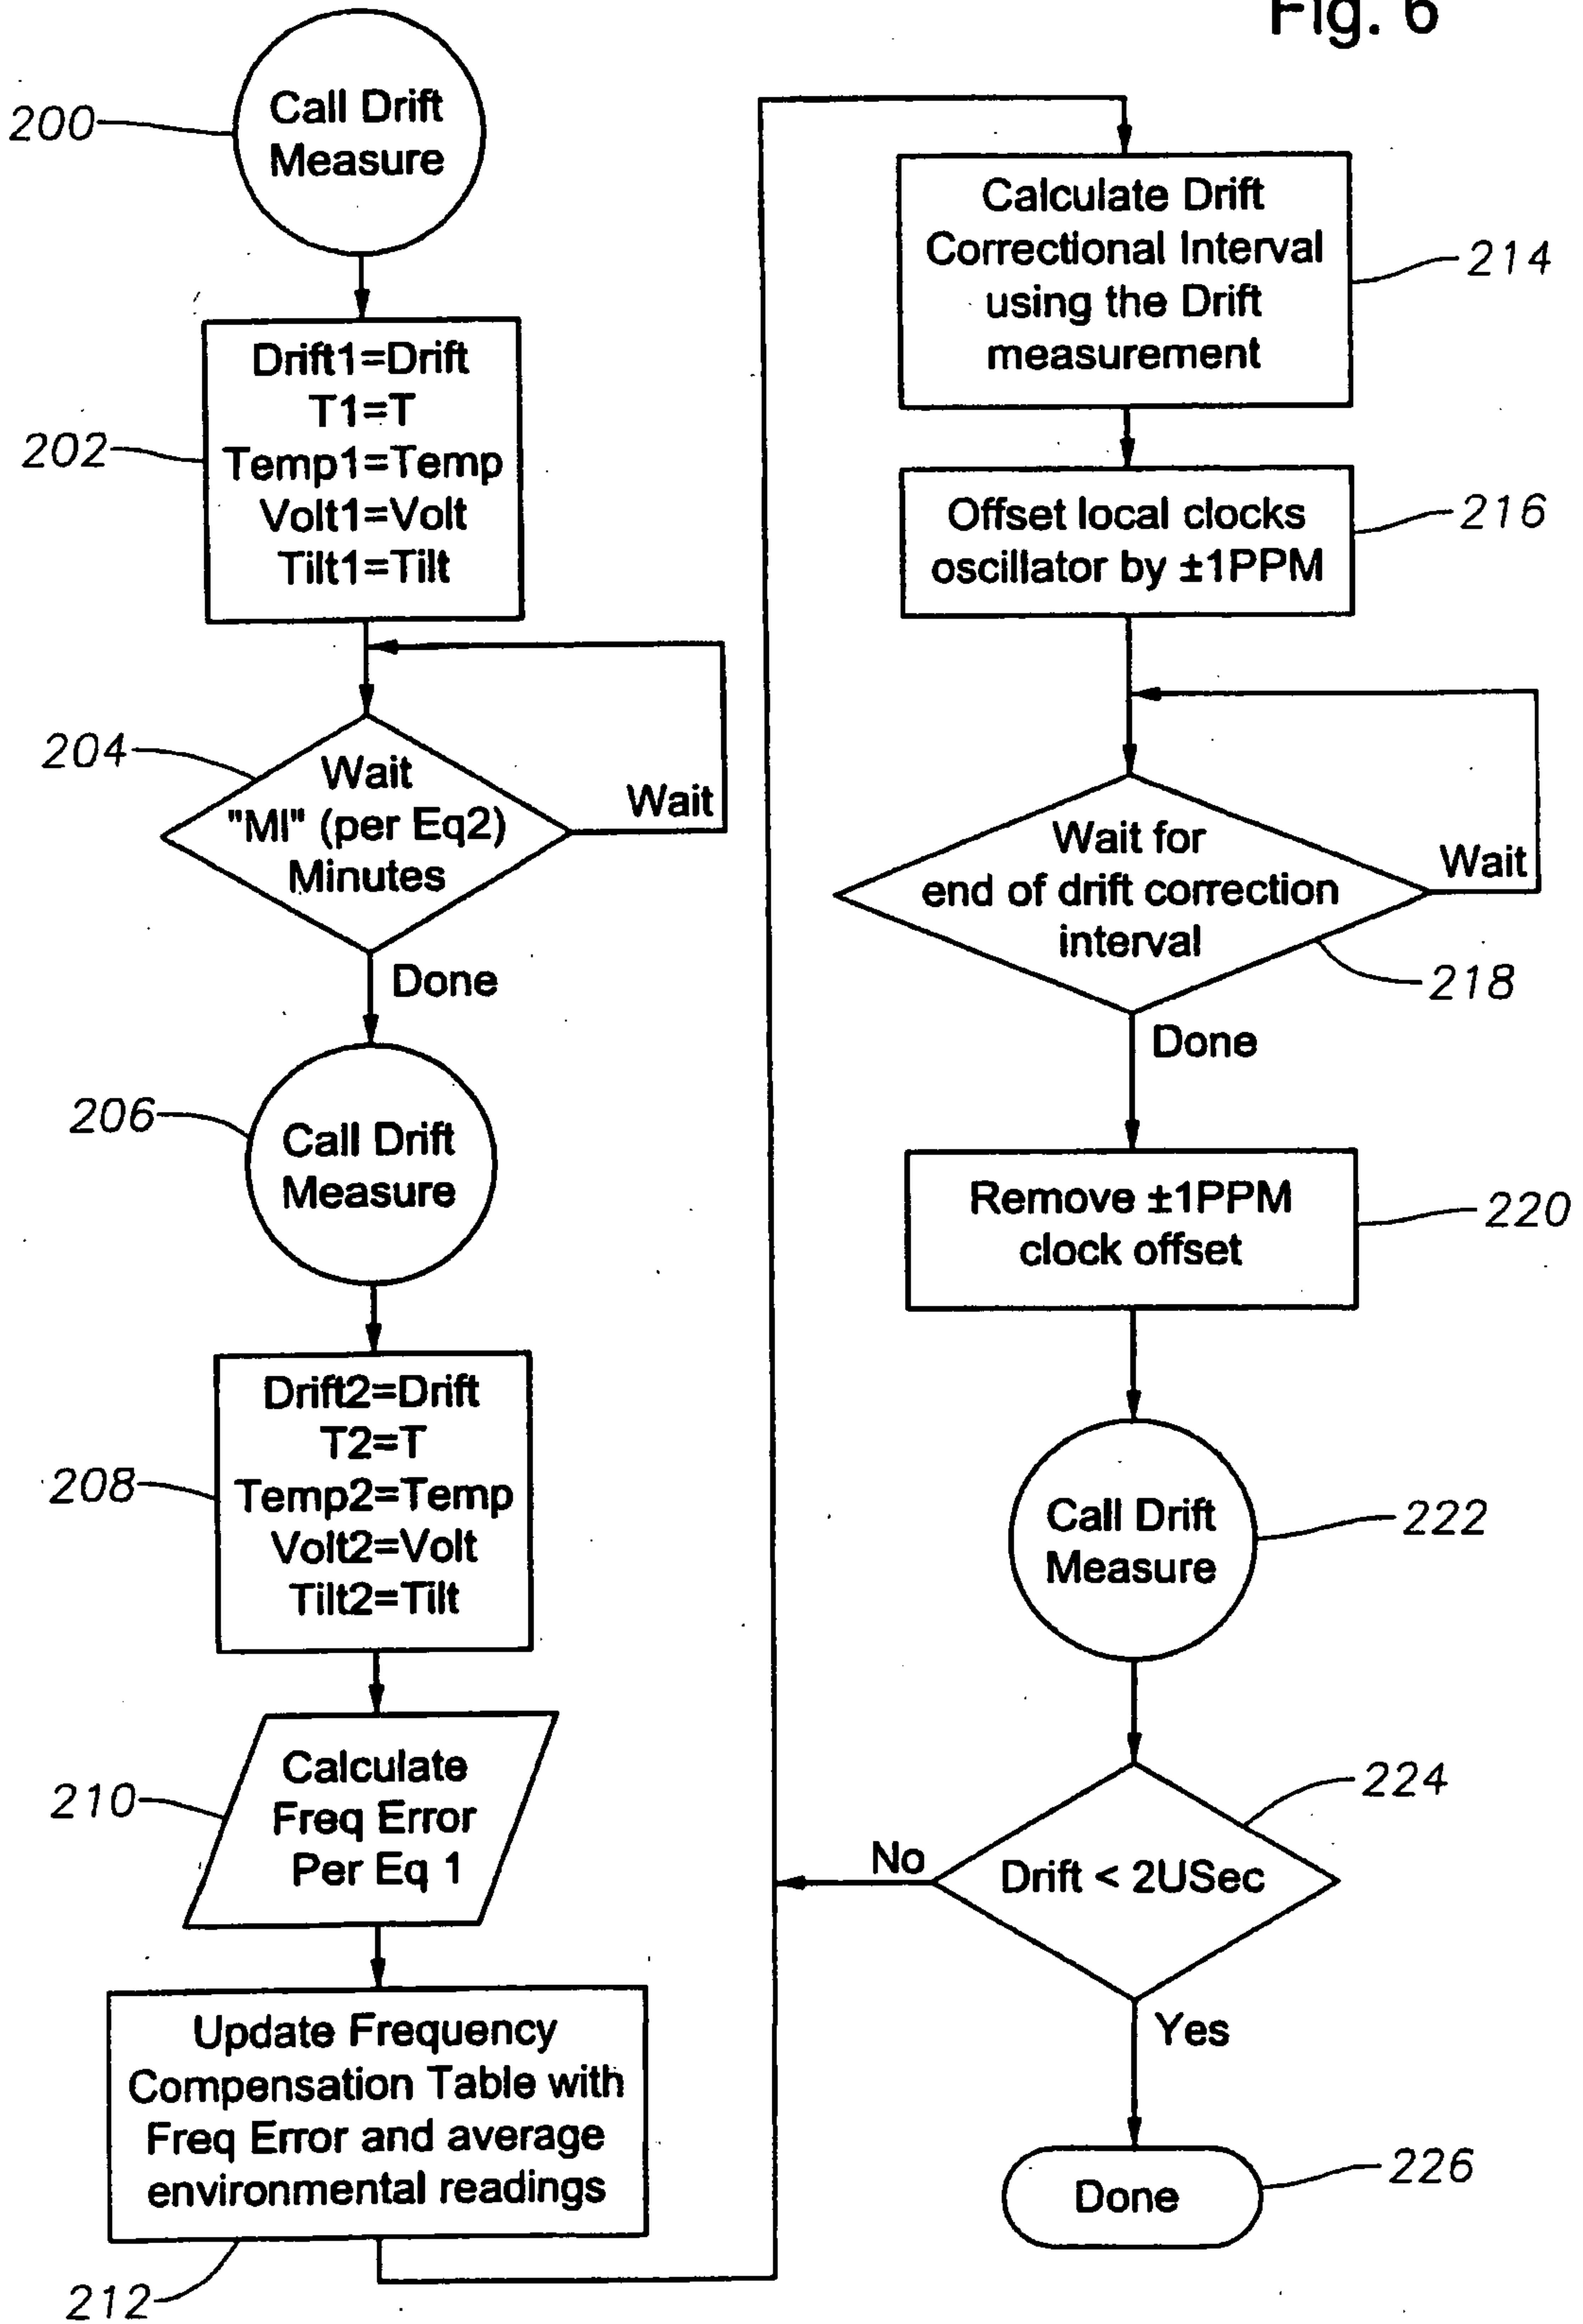 Fig. 6
200
Call Drift
Measure
202
Drift1=Drift
T1=T
Temp1=Temp
Volt1=Volt
Tilt1=Tilt
204
Wait
"MI" (per Eq2)
Minutes
Wait
Done
206
Call Drift
Measure
208
Drift2=Drift
T2=T
Temp2=Temp
Volt2=Volt
Tilt2=Tilt
210
Calculate
Freq Error
Per Eq 1
Update Frequency
Compensation Table with
Freq Error and average
environmental readings
212
Calculate Drift
Correctional Interval
using the Drift
measurement
214
Offset local clocks
oscillator by ±1PPM
216
Wait for
end of drift correction
interval
Wait
218
Done
Remove ±1PPM
clock offset
220
Call Drift
Measure
222
224
Drift < 2USec
No
Yes
Done
226